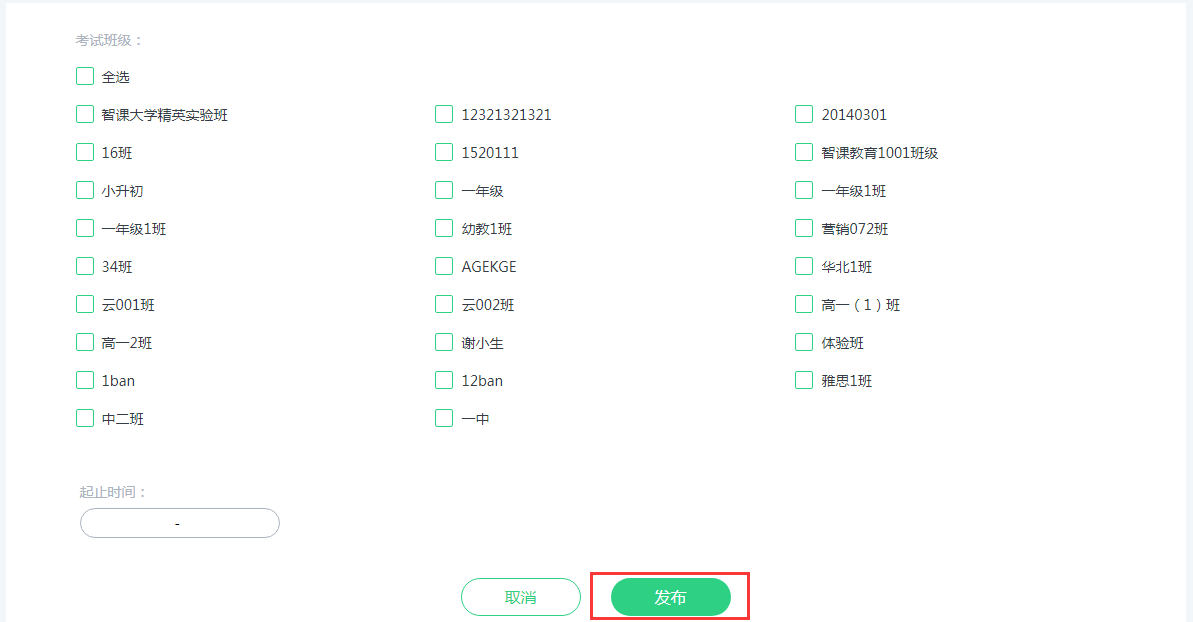 考试班级：
全选
智课大学精英实验班 12321321321 20140301
16班 1520111 智课教育1001班级
小升初 一年级 一年级1班
一年级1班 幼教1班 营销072班
34班 AGEKGE 华北1班
云001班 云002班 高一（1）班
高一2班 谢小生 体验班
1ban 12ban 雅思1班
中二班 一中
起止时间：
-
取消 发布